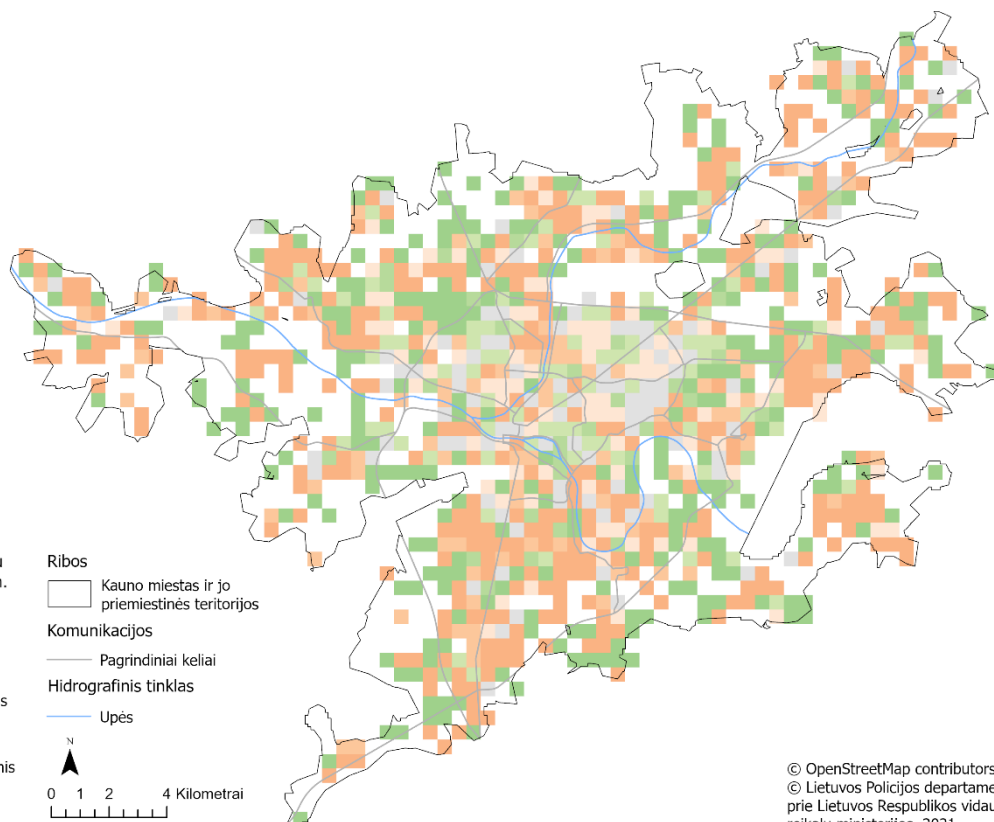 Ribos
Kauno miestas ir jo
priemiestinės teritorijos
Komunikacijos
Pagrindiniai keliai
Hidrografinis tinklas
Upės
N
0 1 2 4 Kilometrai
© OpenStreetMap contributors
© Lietuvos Policijos departame
prie Lietuvos Respublikos vidau